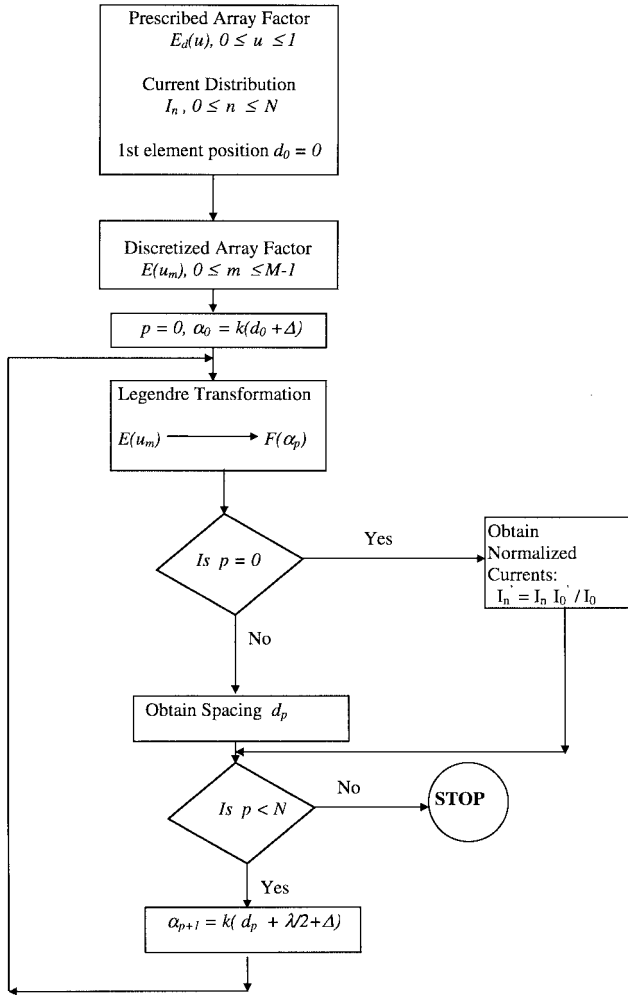 Prescribed Array Factor
E_d(u), 0 ≤ u ≤ 1
Current Distribution
I_n, 0 ≤ n ≤ N
1st element position d_0 = 0
Discretized Array Factor
E(u_m), 0 ≤ m ≤ M-1
p = 0, α_0 = k(d_0 + Δ)
Legendre Transformation
E(u_m) → F(α_p)
Is p = 0
Yes
Obtain
Normalized
Currents:
I_n' = I_n I_0' / I_0
No
Obtain Spacing d_p
Is p < N
No
STOP
Yes
α_{p+1} = k( d_p + λ/2 + Δ)